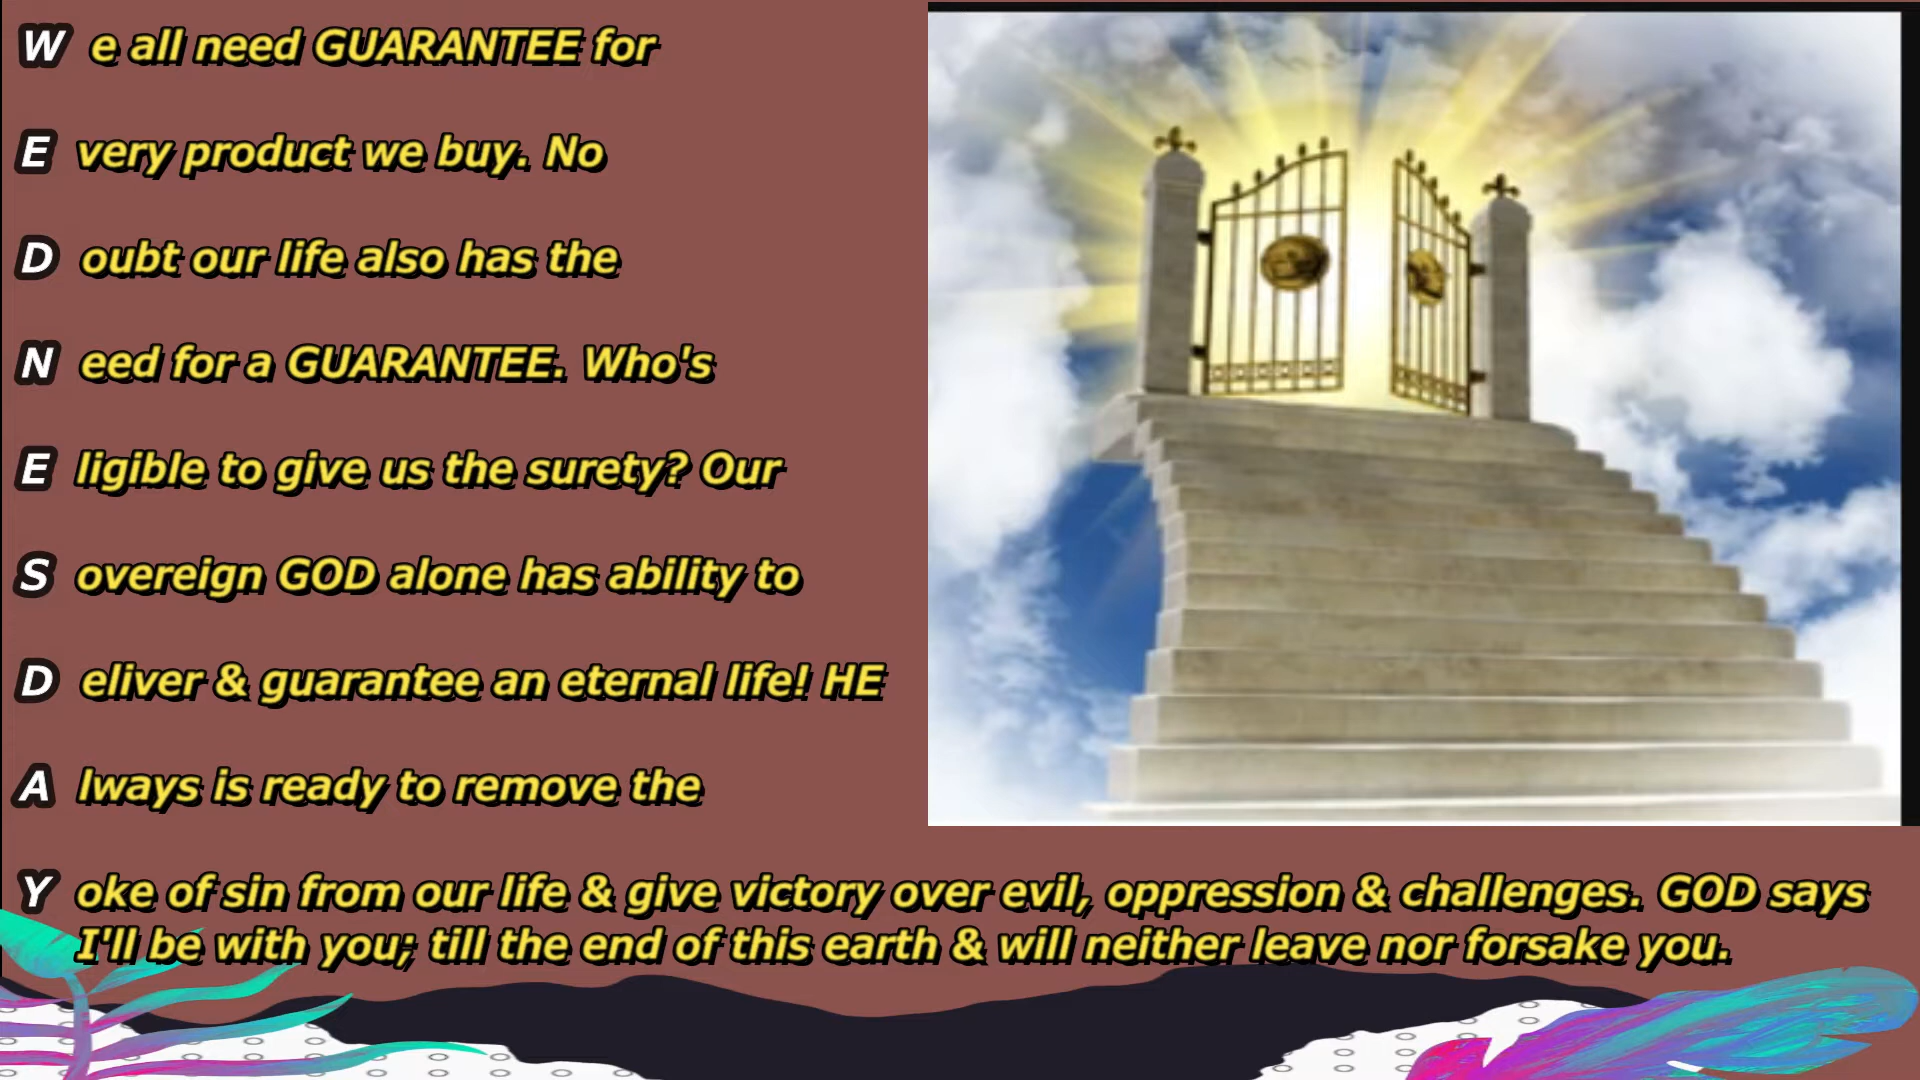 W e all need GUARANTEE for
E very product we buy. No
D oubt our life also has the
N eed for a GUARANTEE. Who's
E ligible to give us the surety? Our
S overeign GOD alone has ability to
D eliver & guarantee an eternal life! HE
A lways is ready to remove the
Y oke of sin from our life & give victory over evil, oppression & challenges. GOD says
I'll be with you; till the end of this earth & will neither leave nor forsake you.